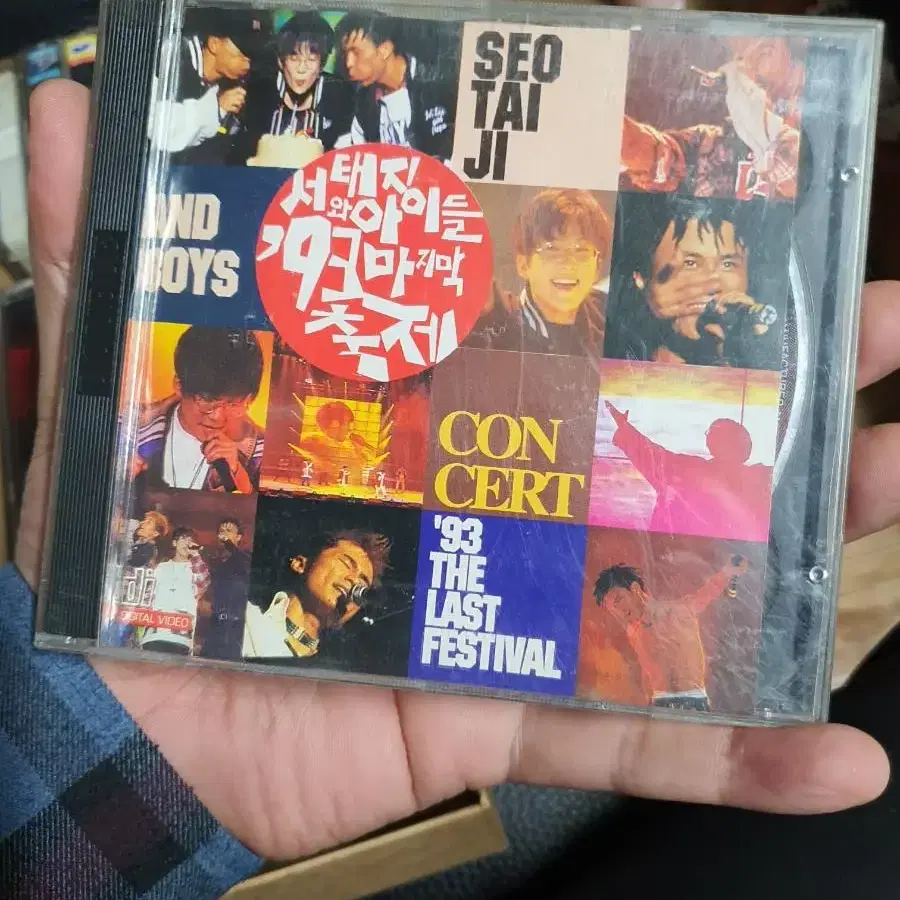 SEO
TAI
JI
AND
BOYS
서태지
와아이들
'93마지막
축제
CON
CERT
'93
THE
LAST
FESTIVAL
DIGITAL VIDEO